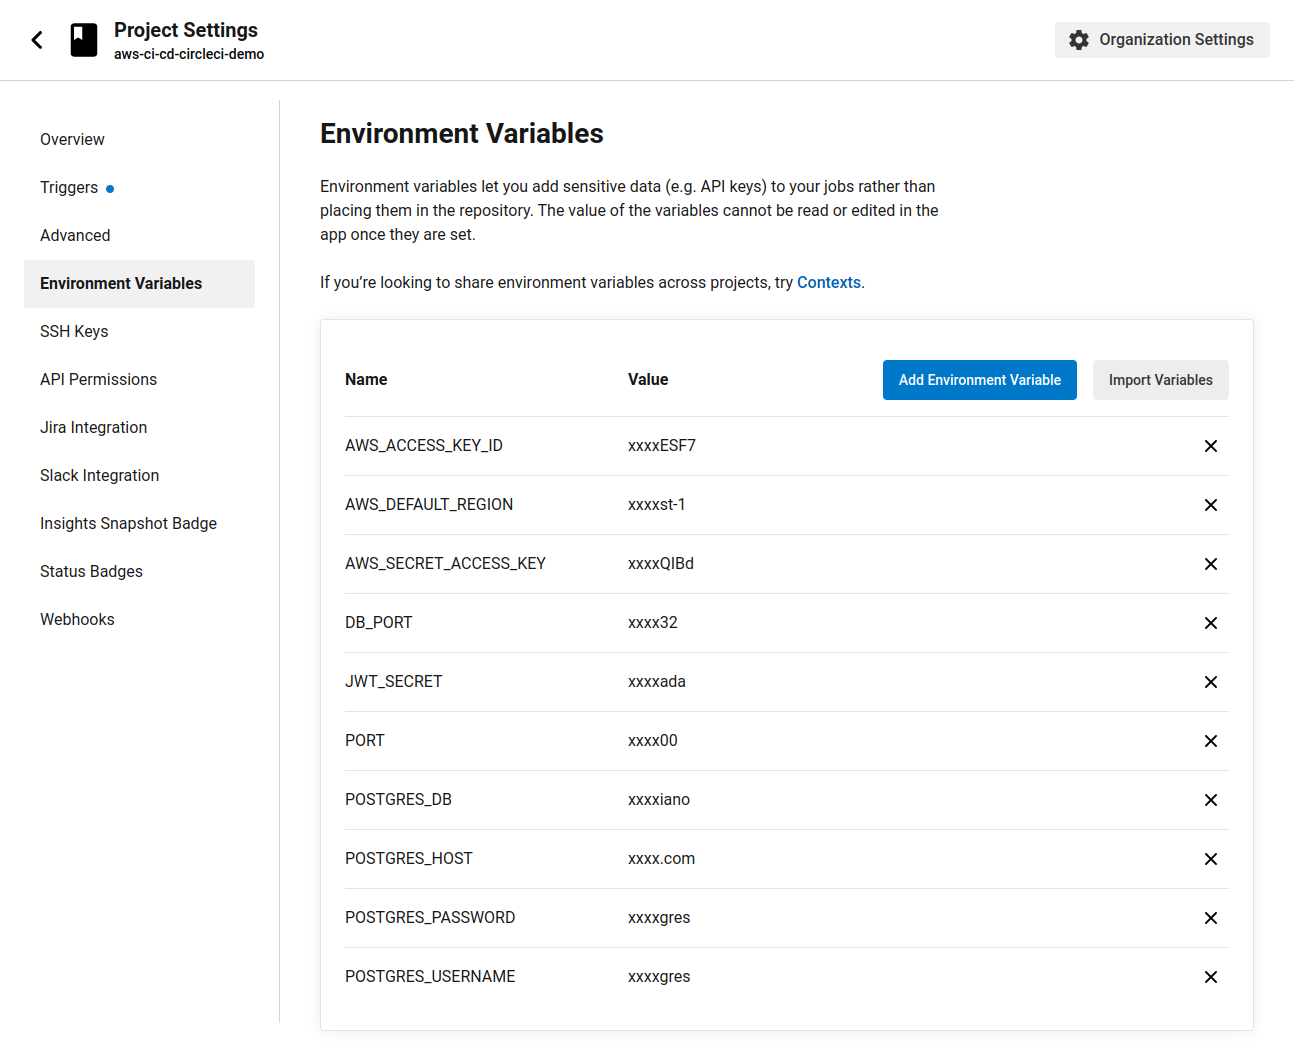 Project Settings
aws-ci-cd-circleci-demo
Organization Settings
Overview
Triggers
Advanced
Environment Variables
SSH Keys
API Permissions
Jira Integration
Slack Integration
Insights Snapshot Badge
Status Badges
Webhooks
Environment Variables
Environment variables let you add sensitive data (e.g. API keys) to your jobs rather than
placing them in the repository. The value of the variables cannot be read or edited in the
app once they are set.
If you’re looking to share environment variables across projects, try Contexts.
Name Value Add Environment Variable Import Variables
AWS_ACCESS_KEY_ID xxxxESF7
AWS_DEFAULT_REGION xxxxst-1
AWS_SECRET_ACCESS_KEY xxxxQIBd
DB_PORT xxxx32
JWT_SECRET xxxxada
PORT xxxx00
POSTGRES_DB xxxxiano
POSTGRES_HOST xxxx.com
POSTGRES_PASSWORD xxxxgres
POSTGRES_USERNAME xxxxgres